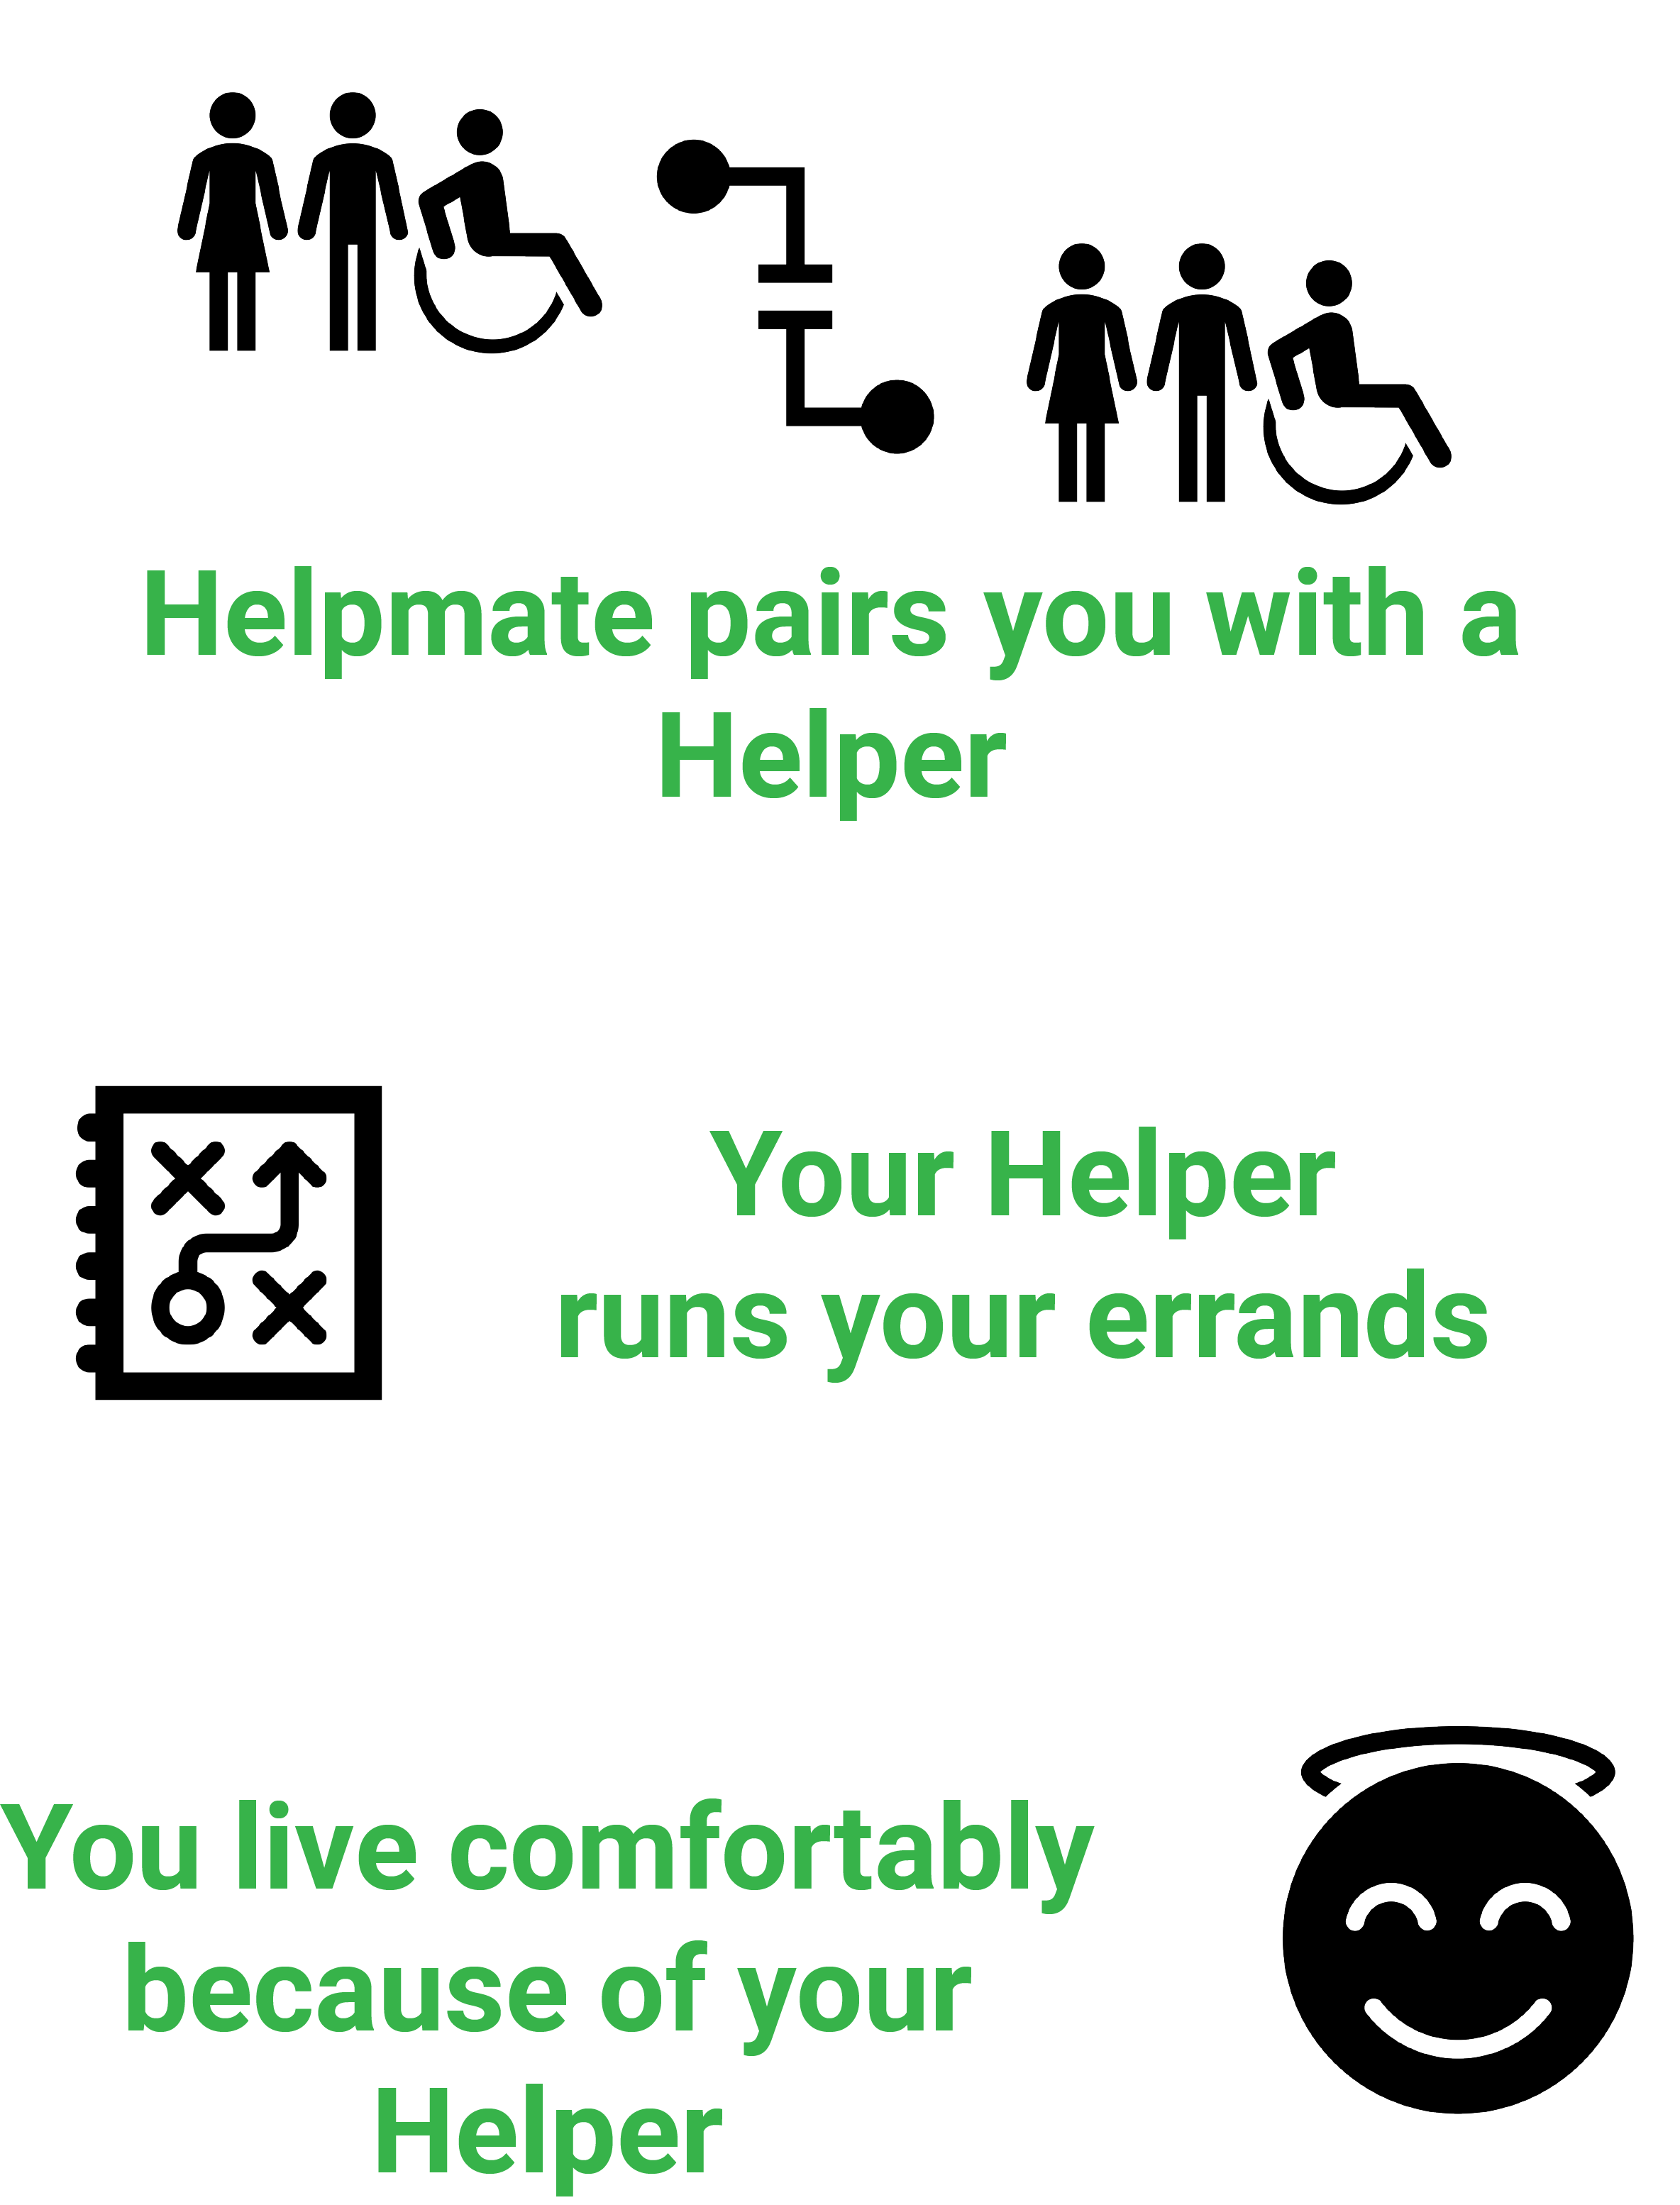 Helpmate pairs you with a
Helper
Your Helper
runs your errands
You live comfortably
because of your
Helper